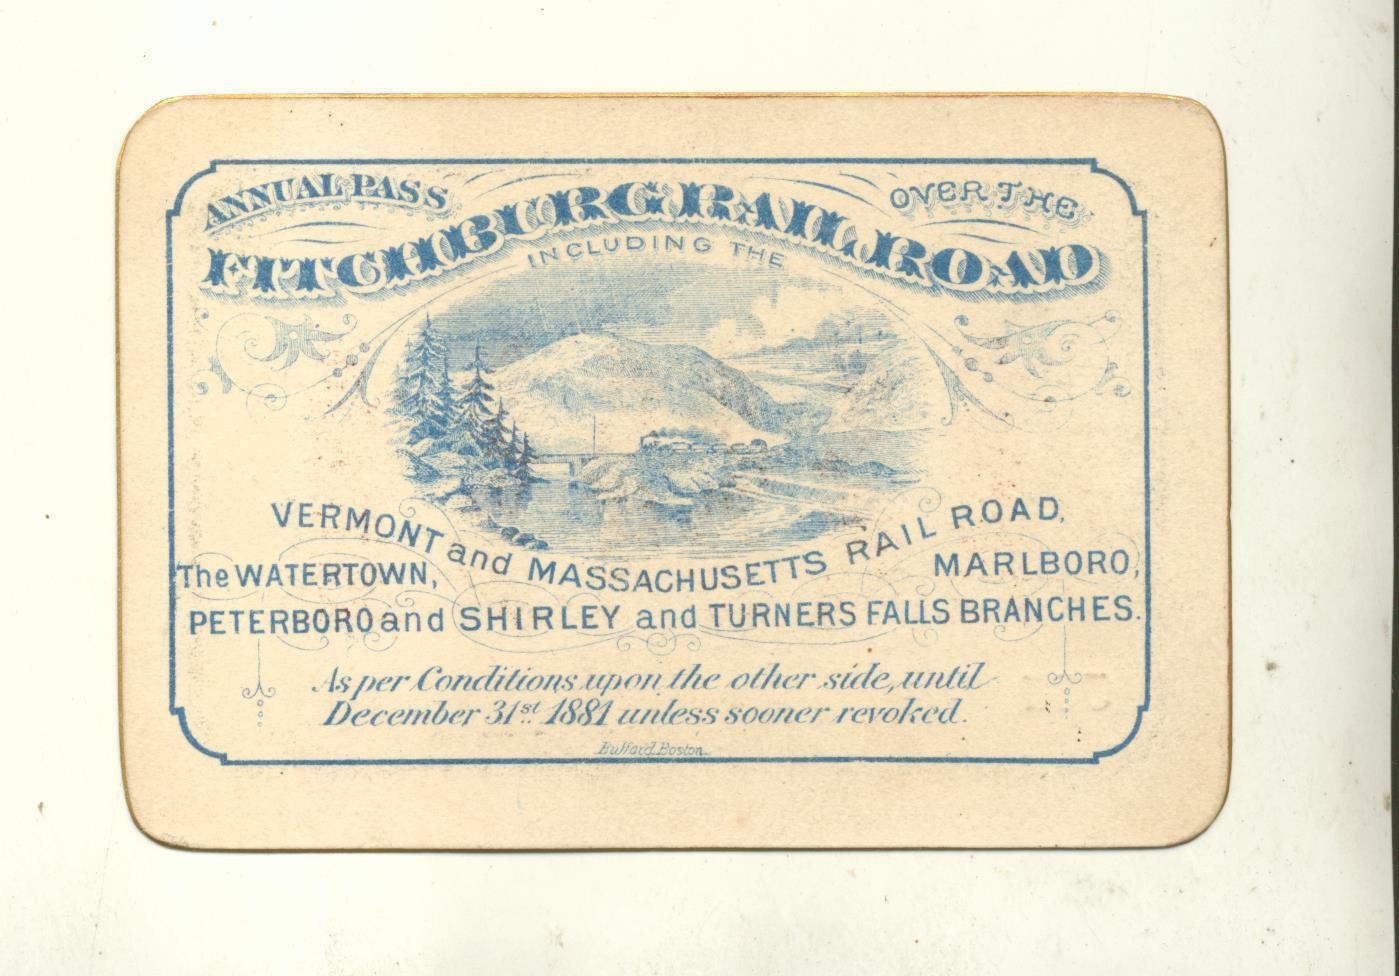 ANNUAL PASS OVER THE
FITCHBURG RAILROAD
INCLUDING THE
VERMONT and MASSACHUSETTS RAIL ROAD,
The WATERTOWN, MARLBORO,
PETERBORO and SHIRLEY and TURNERS FALLS BRANCHES.
As per Conditions upon the other side, until
December 31st 1881 unless sooner revoked.
Bufford Boston